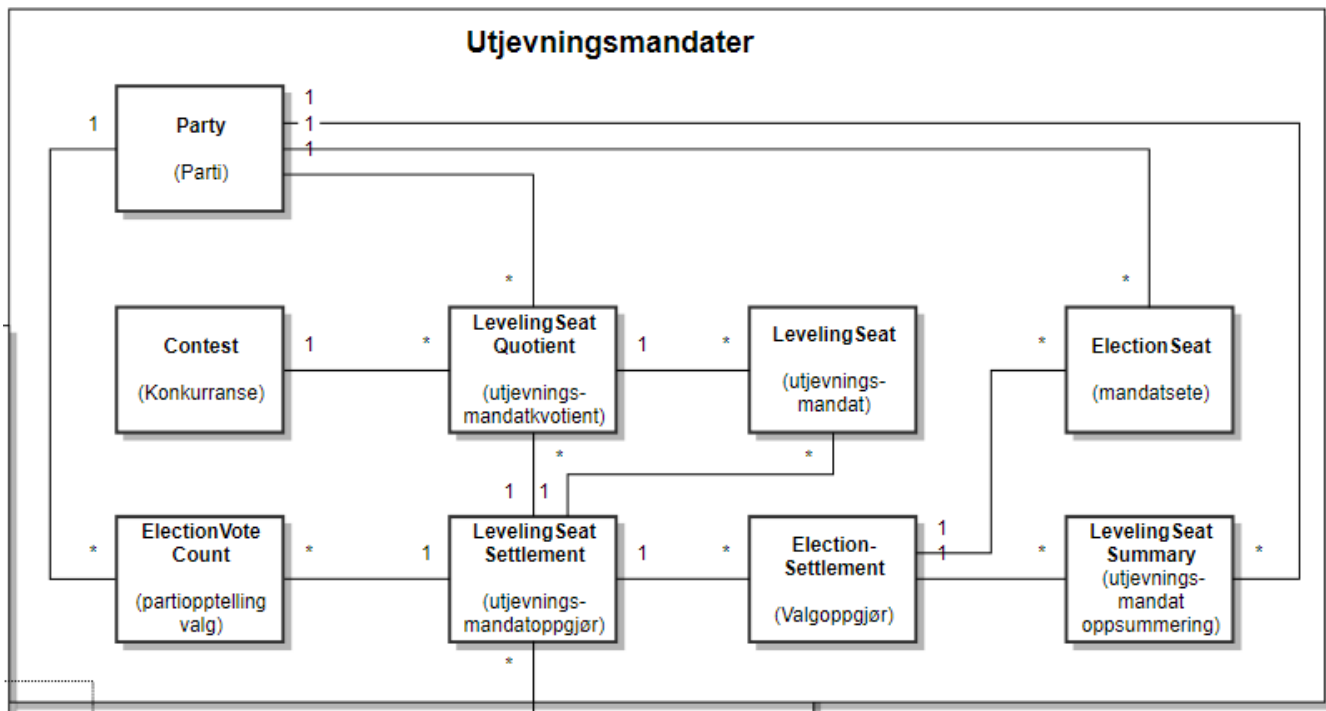 Utjevningsmandater
1
1
Party
1
1
(Parti)
*
*
LevelingSeat
Quotient
LevelingSeat
Contest
1
*
1
*
*
ElectionSeat
(Konkurranse)
(utjevnings-
mandatkvotient)
(utjevnings-
mandat)
(mandatsete)
*
*
1
1
ElectionVote
Count
LevelingSeat
Settlement
Election-
Settlement
1
LevelingSeat
Summary
*
*
1
1
*
1
*
*
(partiopptelling
valg)
(utjevnings-
mandatoppgjør)
(Valgoppgjør)
(utjevnings-
mandat
oppsummering)
*